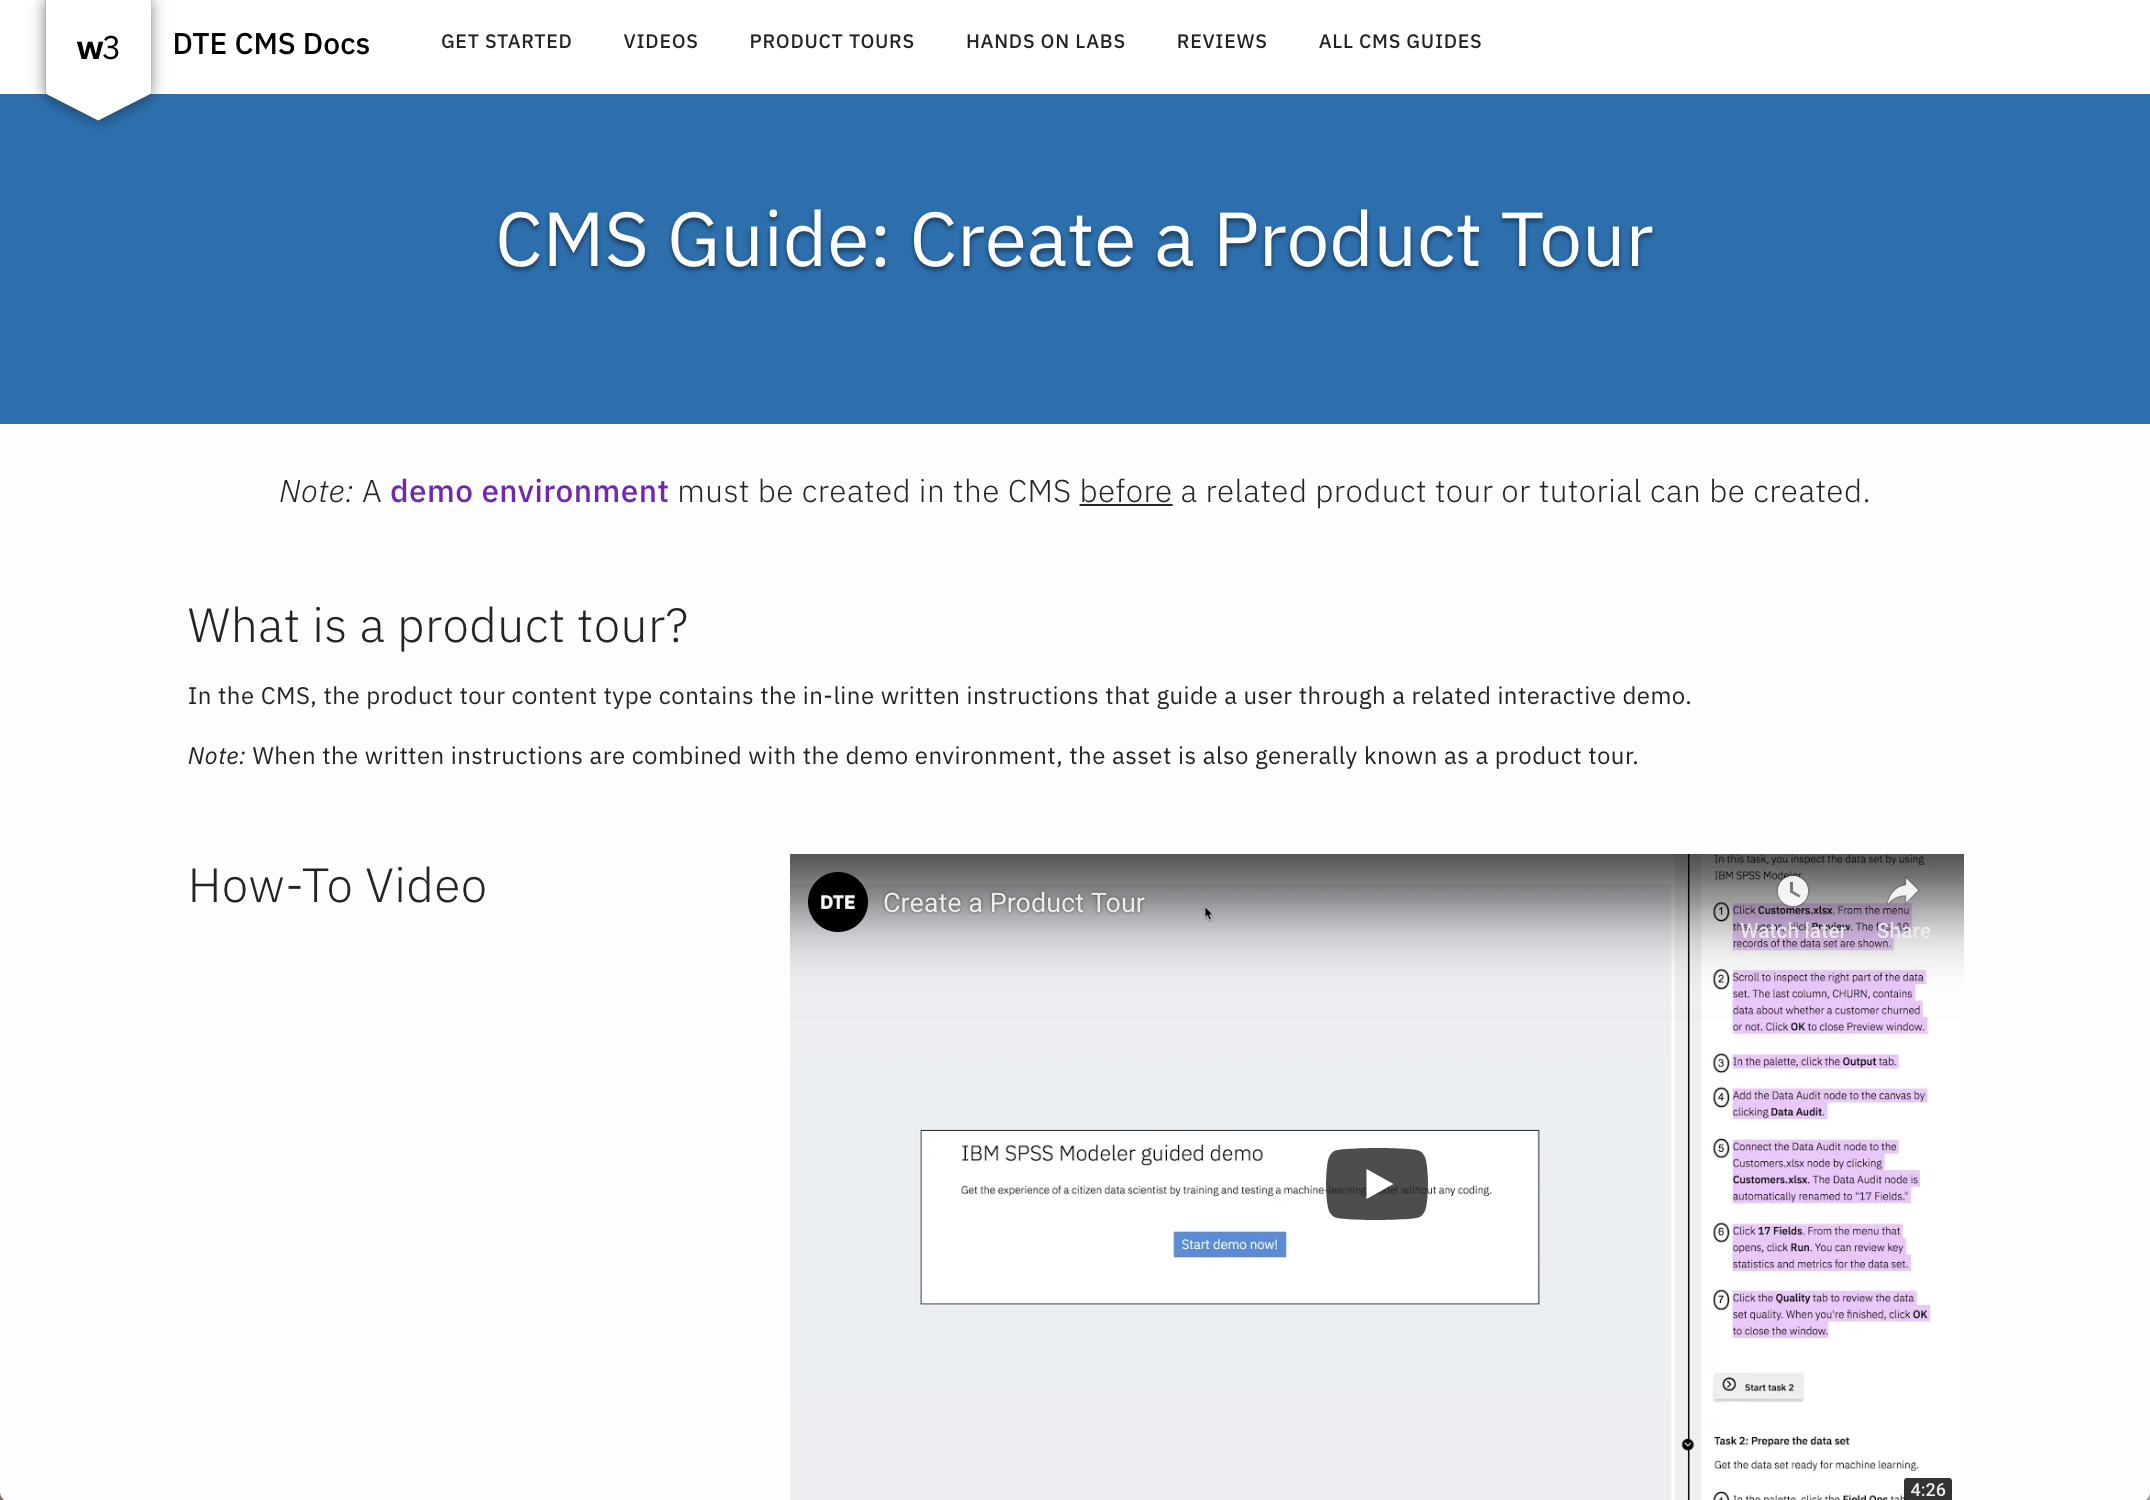 w3
DTE CMS Docs
GET STARTED
VIDEOS
PRODUCT TOURS
HANDS ON LABS
REVIEWS
ALL CMS GUIDES
CMS Guide: Create a Product Tour
Note: A demo environment must be created in the CMS before a related product tour or tutorial can be created.
What is a product tour?
In the CMS, the product tour content type contains the in-line written instructions that guide a user through a related interactive demo.
Note: When the written instructions are combined with the demo environment, the asset is also generally known as a product tour.
How-To Video
DTE
Create a Product Tour
Watch later
Share
IBM SPSS Modeler guided demo
Get the experience of a citizen data scientist by training and testing a machine-learning model without any coding.
Start demo now!
In this task, you inspect the data set by using
IBM SPSS Modeler.
1 Click Customers.xlsx. From the menu
click Preview. The
records of the data set are shown.
2 Scroll to inspect the right part of the data
set. The last column, CHURN, contains
data about whether a customer churned
or not. Click OK to close Preview window.
3 In the palette, click the Output tab.
4 Add the Data Audit node to the canvas by
clicking Data Audit.
5 Connect the Data Audit node to the
Customers.xlsx node by clicking
Customers.xlsx. The Data Audit node is
automatically renamed to "17 Fields."
6 Click 17 Fields. From the menu that
opens, click Run. You can review key
statistics and metrics for the data set.
7 Click the Quality tab to review the data
set quality. When you're finished, click OK
to close the window.
Start task 2
Task 2: Prepare the data set
Get the data set ready for machine learning.
In the palette, click the Field Ops
4:26